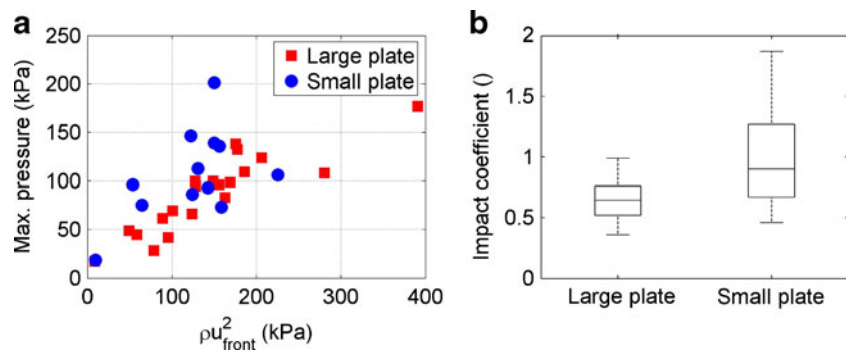 a
250
200
150
100
50
0
Max. pressure (kPa)
Large plate
Small plate
0 100 200 300 400
ρu²front (kPa)
b
2
1.5
1
0.5
0
Impact coefficient ()
Large plate Small plate